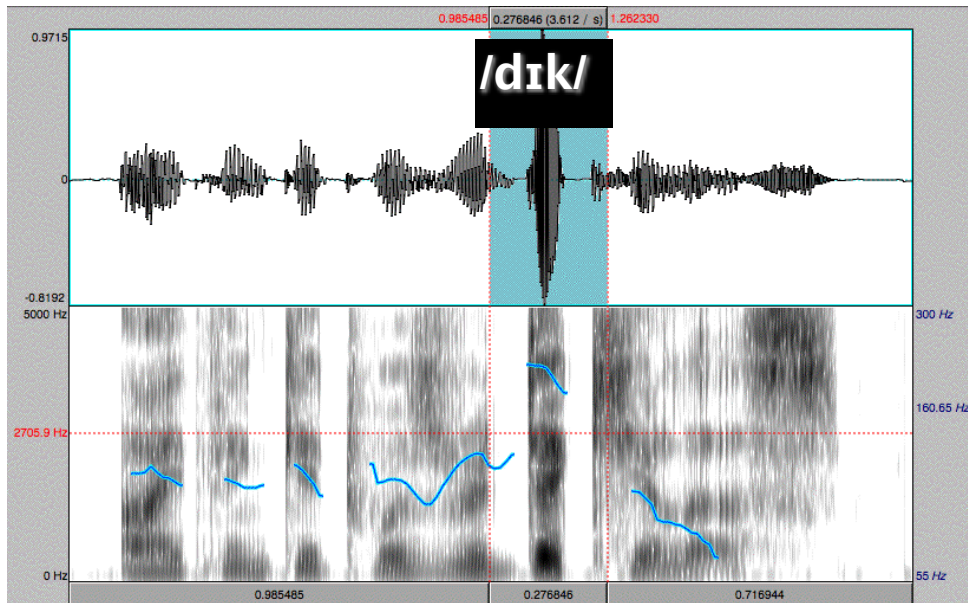 0.985485 0.276846 (3.612 / s) 1.262330
0.9715
/dɪk/
0
-0.8192
5000 Hz 300 Hz
160.65 Hz
2705.9 Hz
0 Hz 55 Hz
0.985485 0.276846 0.716944